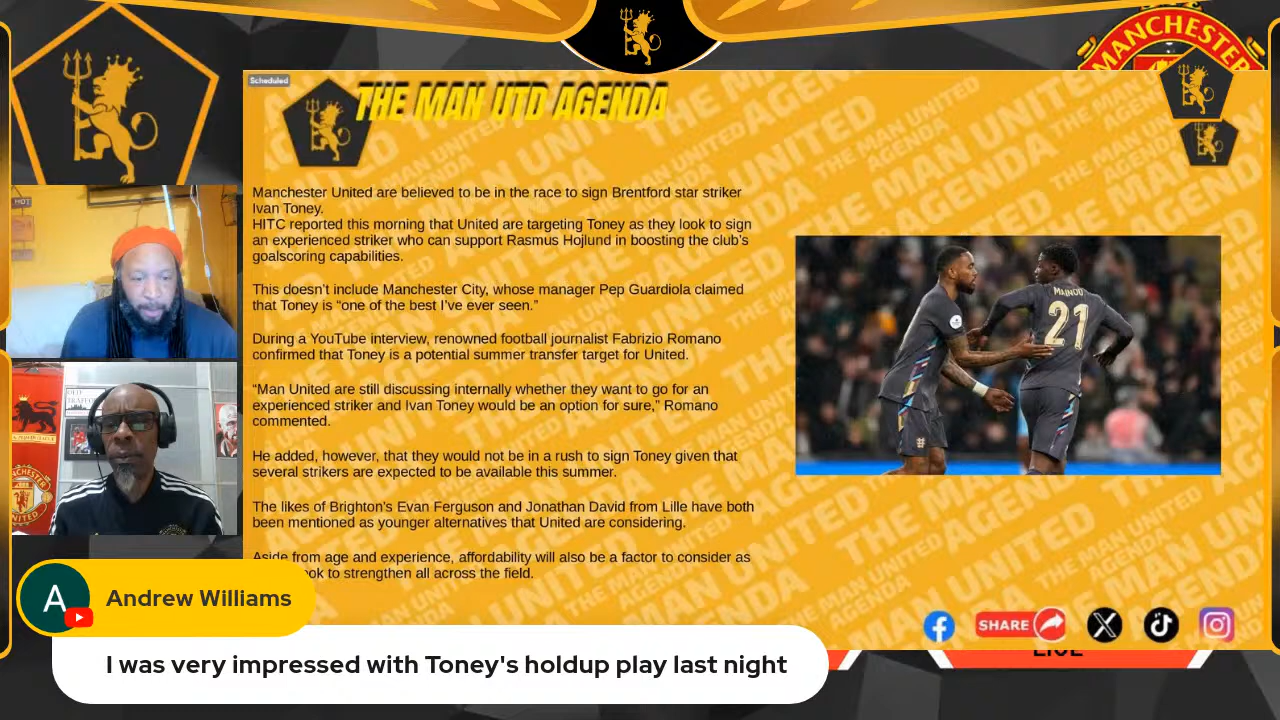 MANCHESTER
Scheduled
THE MAN UTD AGENDA
Manchester United are believed to be in the race to sign Brentford star striker
Ivan Toney.
HITC reported this morning that United are targeting Toney as they look to sign
an experienced striker who can support Rasmus Hojlund in boosting the club's
goalscoring capabilities.
This doesn't include Manchester City, whose manager Pep Guardiola claimed
that Toney is “one of the best I've ever seen.”
During a YouTube interview, renowned football journalist Fabrizio Romano
confirmed that Toney is a potential summer transfer target for United.
“Man United are still discussing internally whether they want to go for an
experienced striker and Ivan Toney would be an option for sure,” Romano
commented.
He added, however, that they would not be in a rush to sign Toney given that
several strikers are expected to be available this summer.
The likes of Brighton's Evan Ferguson and Jonathan David from Lille have both
been mentioned as younger alternatives that United are considering.
Aside from age and experience, affordability will also be a factor to consider as
to strengthen all across the field.
MAINOO
21
HOT
OLD
UNITED
SHARE
LIVE
A
Andrew Williams
I was very impressed with Toney's holdup play last night